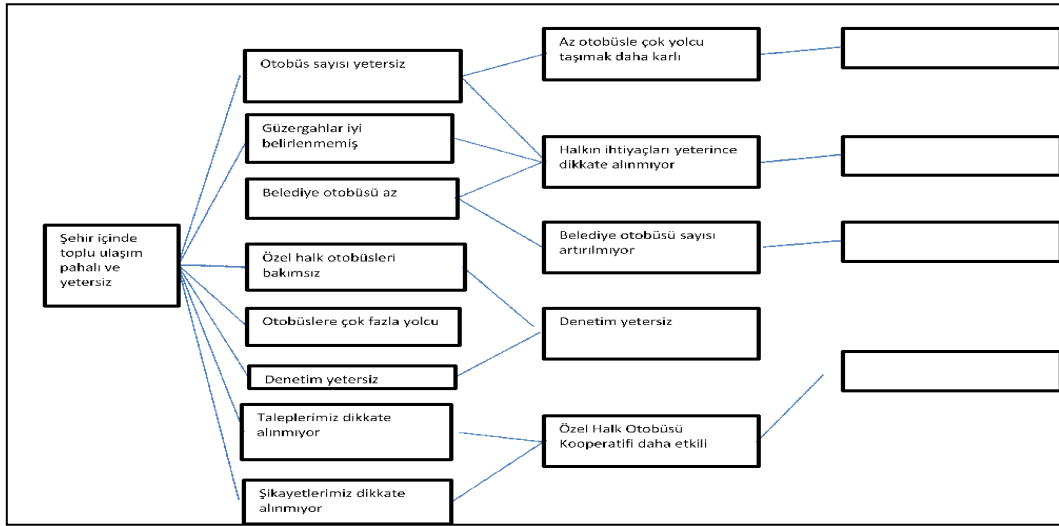 Şehir içinde
toplu ulaşım
pahalı ve
yetersiz
Otobüs sayısı yetersiz
Güzergahlar iyi
belirlenmemiş
Belediye otobüsü az
Özel halk otobüsleri
bakımsız
Otobüslere çok fazla yolcu
Denetim yetersiz
Taleplerimiz dikkate
alınmıyor
Şikayetlerimiz dikkate
alınmıyor
Az otobüsle çok yolcu
taşımak daha karlı
Halkın ihtiyaçları yeterince
dikkate alınmıyor
Belediye otobüsü sayısı
artırılmıyor
Denetim yetersiz
Özel Halk Otobüsü
Kooperatifi daha etkili